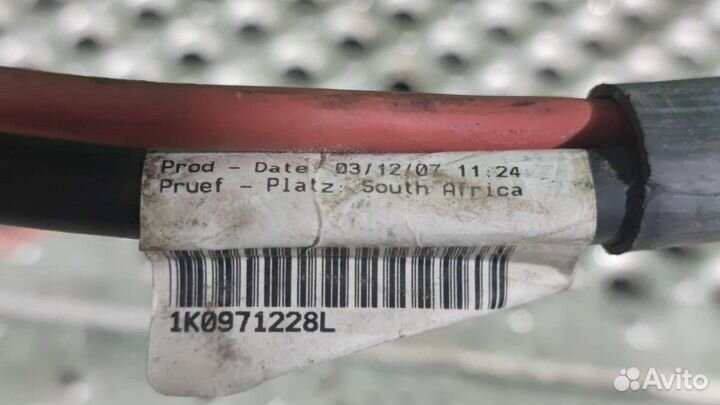 Prod - Date: 03/12/07 11:24
Pruef - Platz: South Africa
1K0971228L
Avito